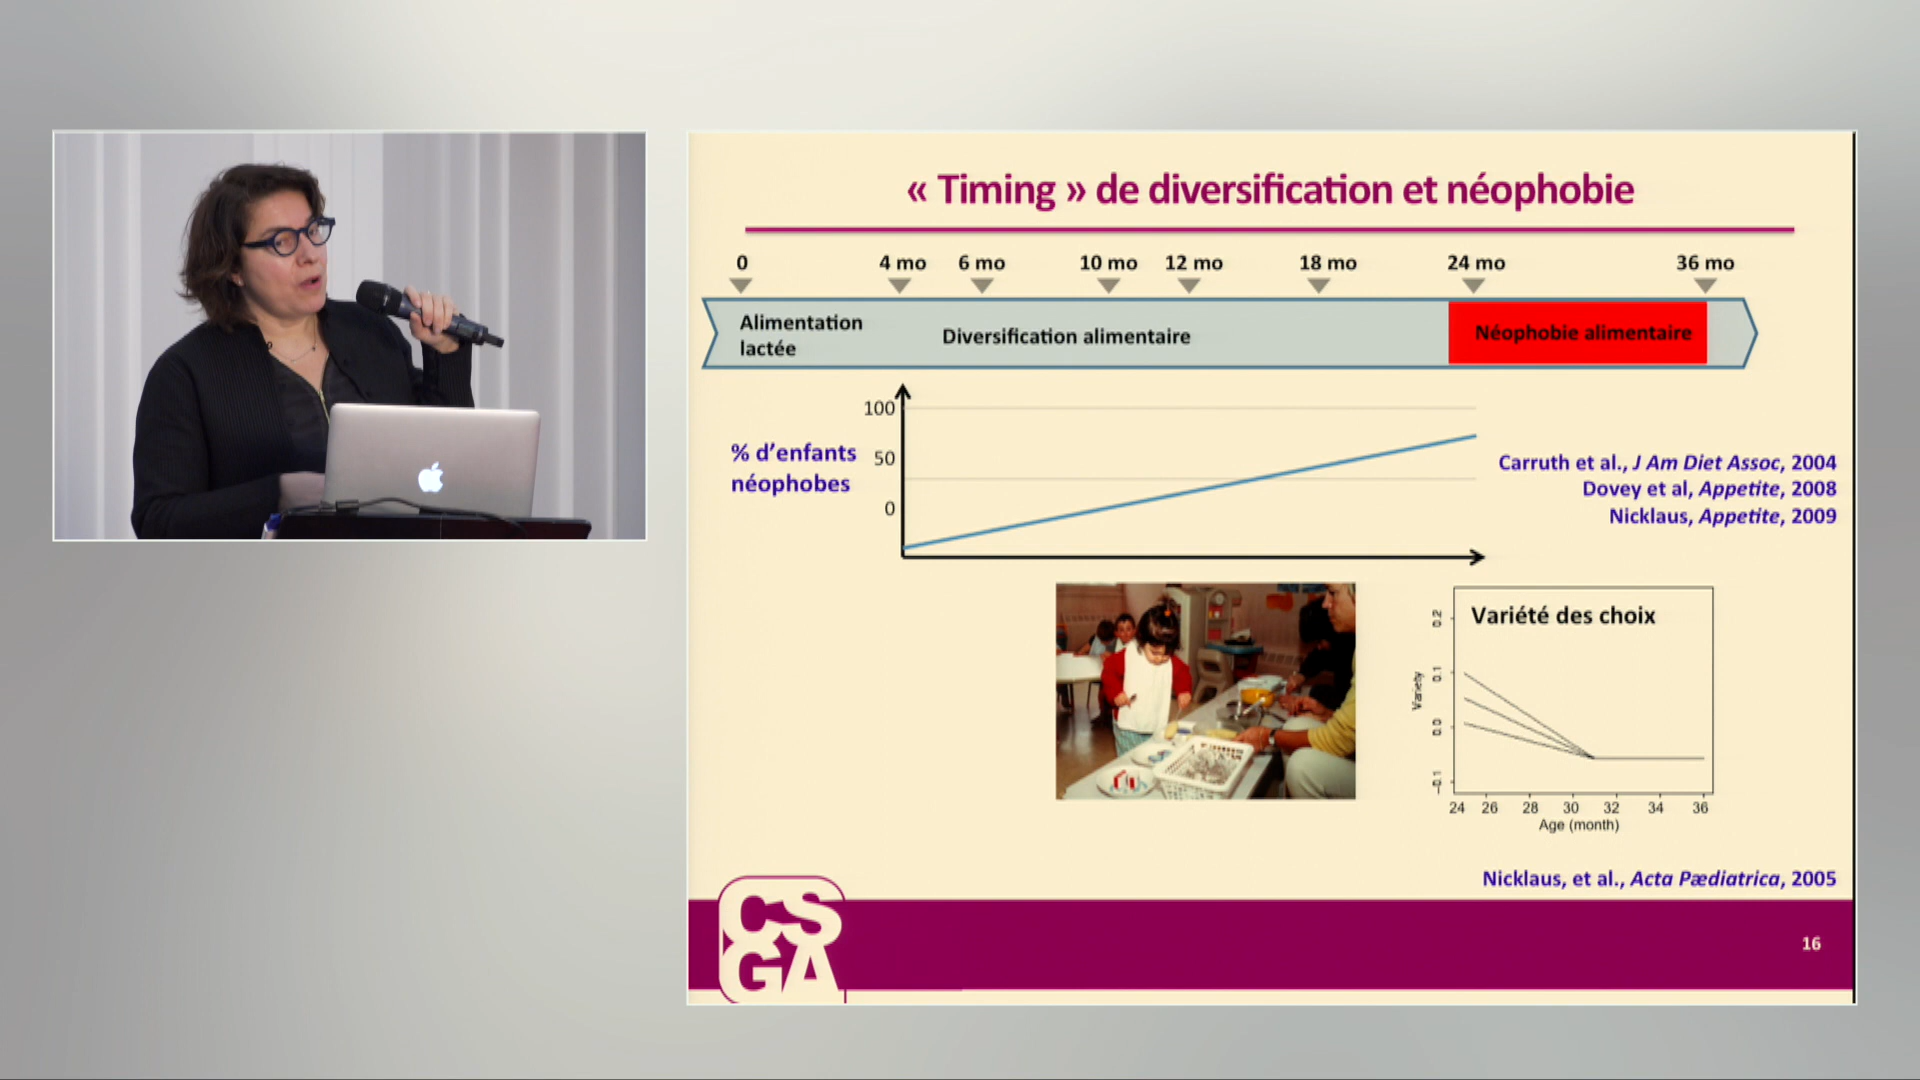 « Timing » de diversification et néophobie
0 4 mo 6 mo 10 mo 12 mo 18 mo 24 mo 36 mo
Alimentation
lactée
Diversification alimentaire
Néophobie alimentaire
% d'enfants
néophobes
100
50
0
Carruth et al., J Am Diet Assoc, 2004
Dovey et al, Appetite, 2008
Nicklaus, Appetite, 2009
Variété des choix
Variety
0.2
0.1
0.0
-0.1
24 26 28 30 32 34 36
Age (month)
Nicklaus, et al., Acta Pædiatrica, 2005
CS
GA
16